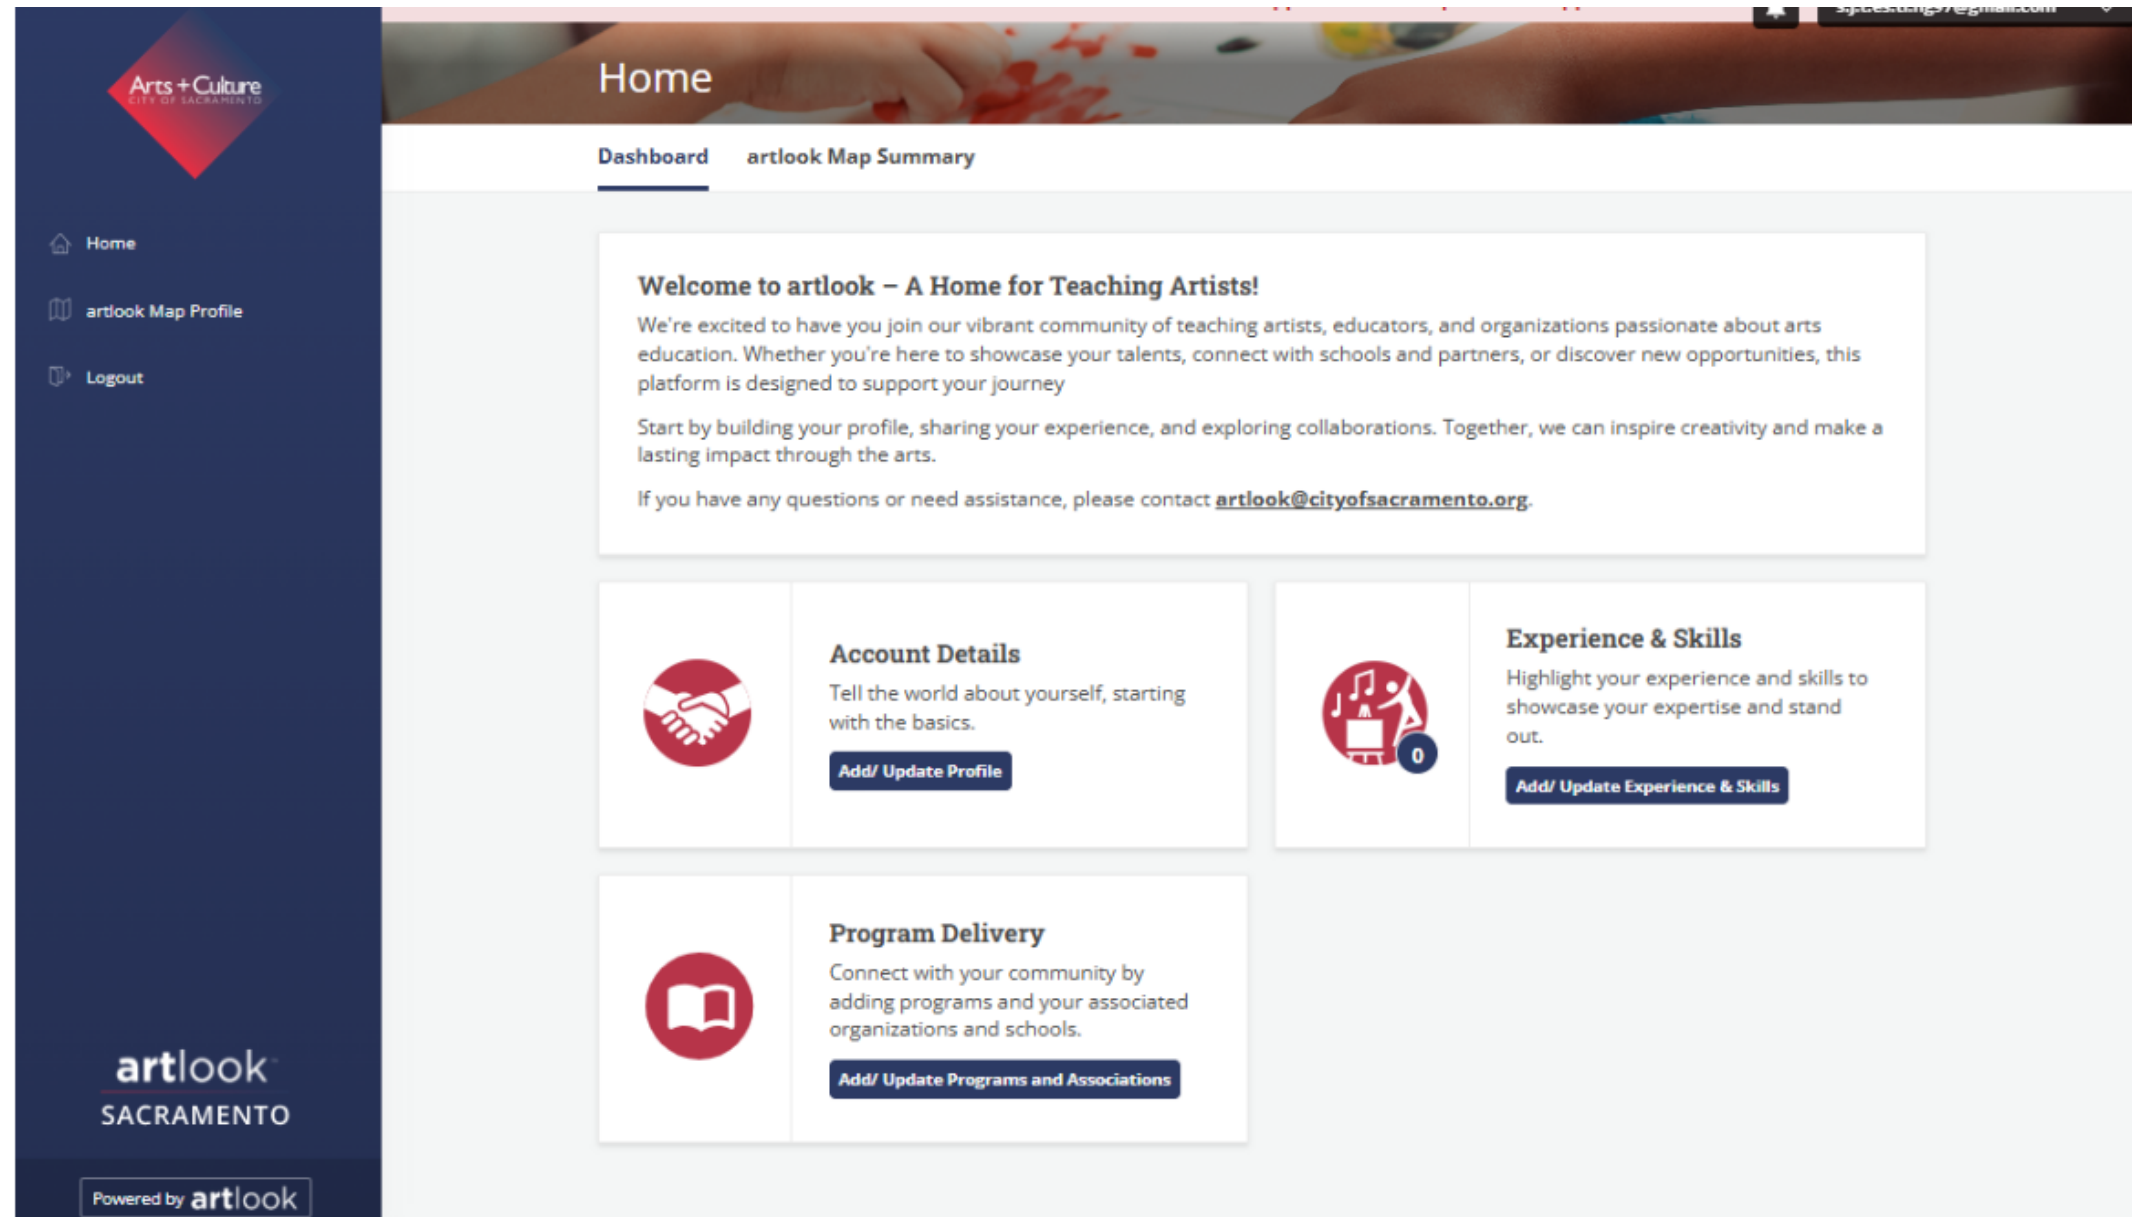 Arts + Culture
CITY OF SACRAMENTO
Home
artlook Map Profile
Logout
artlook
SACRAMENTO
Powered by artlook
Home
Dashboard artlook Map Summary
Welcome to artlook – A Home for Teaching Artists!
We're excited to have you join our vibrant community of teaching artists, educators, and organizations passionate about arts
education. Whether you're here to showcase your talents, connect with schools and partners, or discover new opportunities, this
platform is designed to support your journey
Start by building your profile, sharing your experience, and exploring collaborations. Together, we can inspire creativity and make a
lasting impact through the arts.
If you have any questions or need assistance, please contact artlook@cityofsacramento.org.
Account Details
Tell the world about yourself, starting
with the basics.
Add/ Update Profile
0
Experience & Skills
Highlight your experience and skills to
showcase your expertise and stand
out.
Add/ Update Experience & Skills
Program Delivery
Connect with your community by
adding programs and your associated
organizations and schools.
Add/ Update Programs and Associations